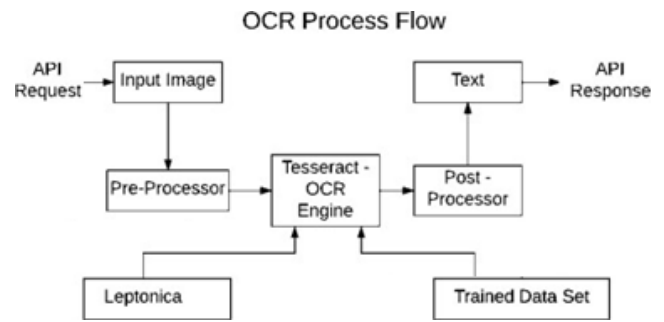 OCR Process Flow
API
Request
Input Image
Text
API
Response
Pre-Processor
Tesseract -
OCR
Engine
Post -
Processor
Leptonica
Trained Data Set